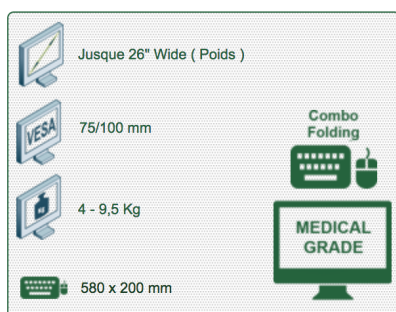 Jusque 26" Wide ( Poids )
VESA
75/100 mm
KG
4 - 9,5 Kg
580 x 200 mm
Combo
Folding
MEDICAL
GRADE